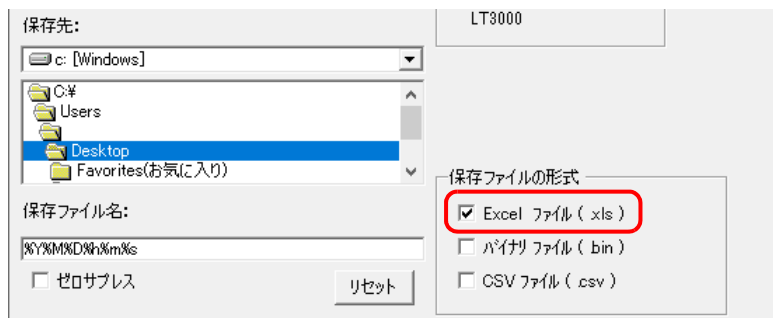 保存先:
c: [Windows]
C:¥
Users
Desktop
Favorites(お気に入り)
保存ファイル名:
%Y%M%D%h%m%s
ゼロサプレス
リセット
LT3000
保存ファイルの形式
Excel ファイル ( .xls )
バイナリ ファイル ( .bin )
CSV ファイル ( .csv )